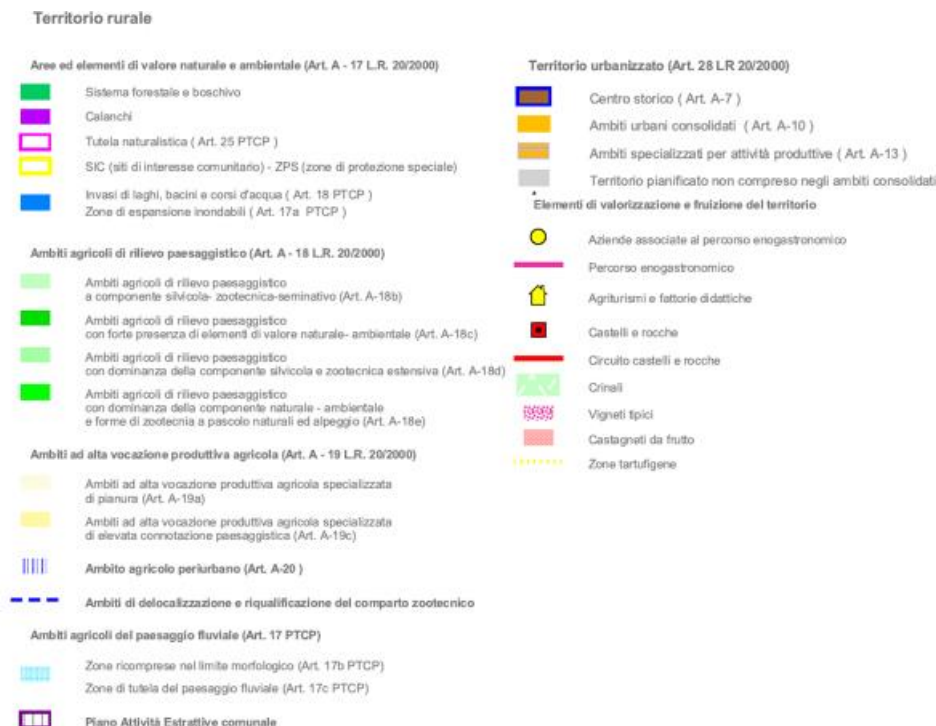 Territorio rurale
Aree ed elementi di valore naturale e ambientale (Art. A - 17 L.R. 20/2000)
Sistema forestale e boschivo
Calanchi
Tutela naturalistica ( Art. 25 PTCP )
SIC (siti di interesse comunitario) - ZPS (zone di protezione speciale)
Invasi di laghi, bacini e corsi d'acqua ( Art. 18 PTCP )
Zone di espansione inondabili ( Art. 17a PTCP )
Ambiti agricoli di rilievo paesaggistico (Art. A - 18 L.R. 20/2000)
Ambiti agricoli di rilievo paesaggistico
a componente silvicola- zootecnica-seminativo (Art. A-18b)
Ambiti agricoli di rilievo paesaggistico
con forte presenza di elementi di valore naturale- ambientale (Art. A-18c)
Ambiti agricoli di rilievo paesaggistico
con dominanza della componente silvicola e zootecnica estensiva (Art. A-18d)
Ambiti agricoli di rilievo paesaggistico
con dominanza della componente naturale - ambientale
e forme di zootecnia a pascolo naturali ed alpeggio (Art. A-18e)
Ambiti ad alta vocazione produttiva agricola (Art. A - 19 L.R. 20/2000)
Ambiti ad alta vocazione produttiva agricola specializzata
di pianura (Art. A-19a)
Ambiti ad alta vocazione produttiva agricola specializzata
di elevata connotazione paesaggistica (Art. A-19c)
Ambito agricolo periurbano (Art. A-20 )
Ambiti di delocalizzazione e riqualificazione del comparto zootecnico
Ambiti agricoli del paesaggio fluviale (Art. 17 PTCP)
Zone ricomprese nel limite morfologico (Art. 17b PTCP)
Zone di tutela del paesaggio fluviale (Art. 17c PTCP)
Piano Attività Estrattive comunale
Territorio urbanizzato (Art. 28 LR 20/2000)
Centro storico ( Art. A-7 )
Ambiti urbani consolidati ( Art. A-10 )
Ambiti specializzati per attività produttive ( Art. A-13 )
Territorio pianificato non compreso negli ambiti consolidati
Elementi di valorizzazione e fruizione del territorio
Aziende associate al percorso enogastronomico
Percorso enogastronomico
Agriturismi e fattorie didattiche
Castelli e rocche
Circuito castelli e rocche
Crinali
Vigneti tipici
Castagneti da frutto
Zone tartufigene